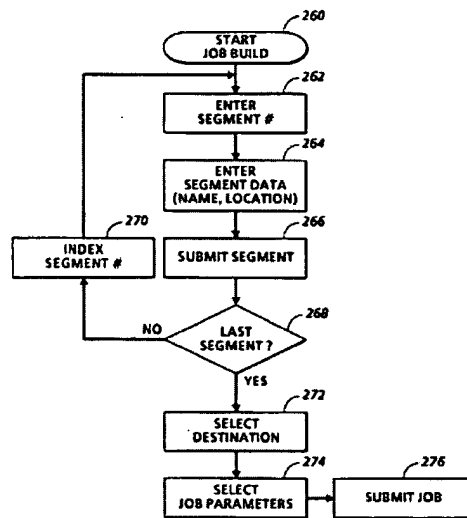 260
START
JOB BUILD
262
ENTER
SEGMENT #
264
ENTER
SEGMENT DATA
(NAME, LOCATION)
270
INDEX
SEGMENT #
266
SUBMIT SEGMENT
268
NO
LAST
SEGMENT ?
YES
272
SELECT
DESTINATION
274
SELECT
JOB PARAMETERS
276
SUBMIT JOB